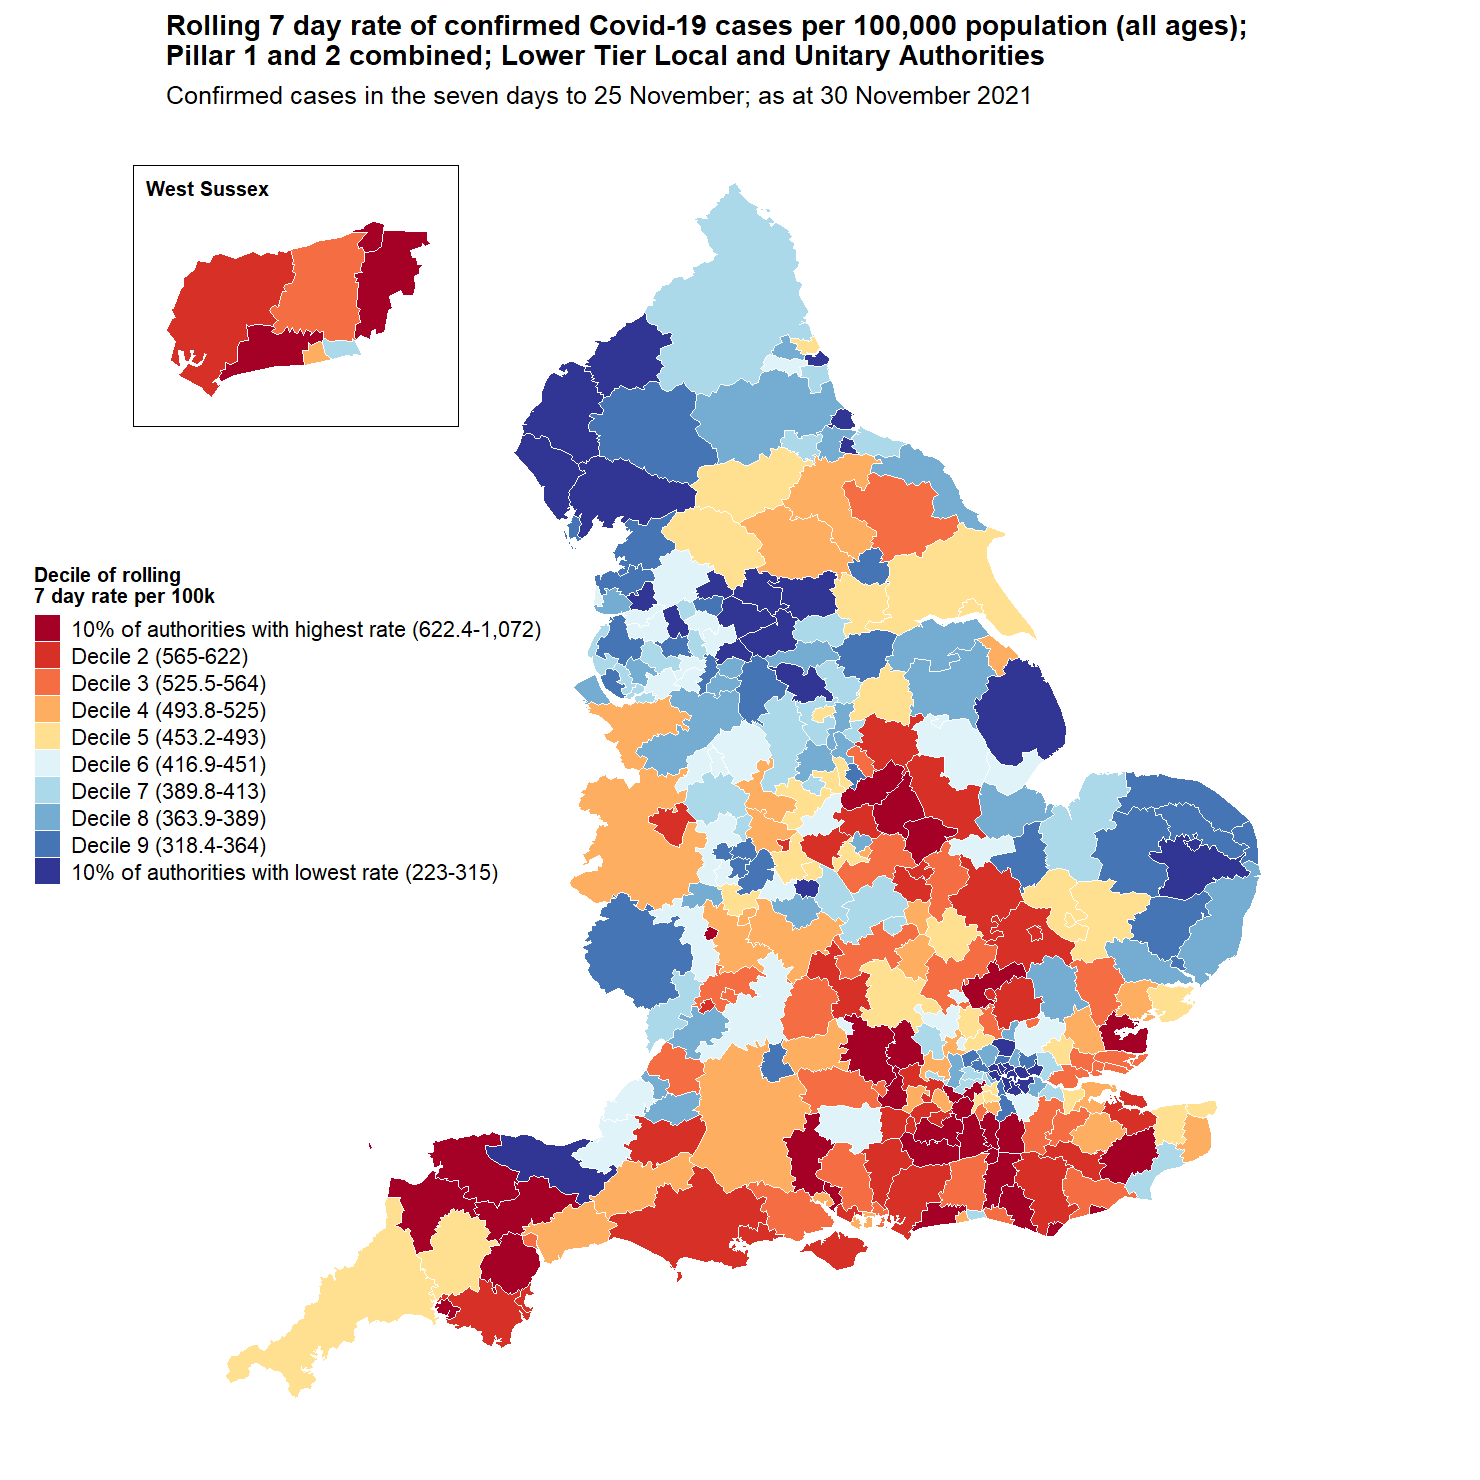 Rolling 7 day rate of confirmed Covid-19 cases per 100,000 population (all ages);
Pillar 1 and 2 combined; Lower Tier Local and Unitary Authorities
Confirmed cases in the seven days to 25 November; as at 30 November 2021
West Sussex
Decile of rolling
7 day rate per 100k
10% of authorities with highest rate (622.4-1,072)
Decile 2 (565-622)
Decile 3 (525.5-564)
Decile 4 (493.8-525)
Decile 5 (453.2-493)
Decile 6 (416.9-451)
Decile 7 (389.8-413)
Decile 8 (363.9-389)
Decile 9 (318.4-364)
10% of authorities with lowest rate (223-315)